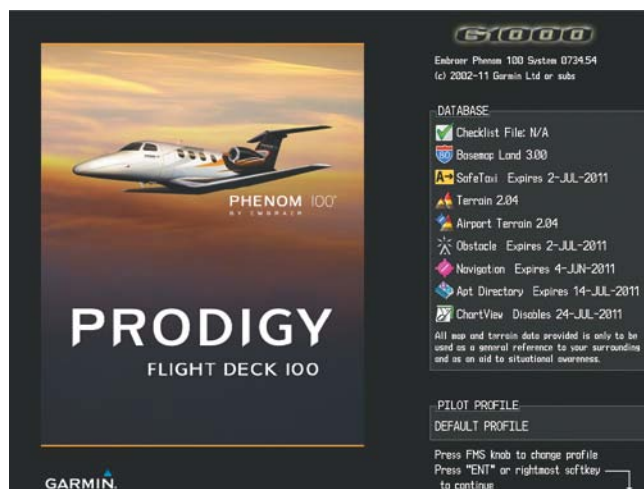 G1000
Embraer Phenom 100 System 0734.54
(c) 2002-11 Garmin Ltd or subs
DATABASE
Checklist File: N/A
Basemap Land 3.00
A→ SafeTaxi Expires 2-JUL-2011
Terrain 2.04
Airport Terrain 2.04
Obstacle Expires 2-JUL-2011
Navigation Expires 4-JUN-2011
Apt Directory Expires 14-JUL-2011
ChartView Disables 24-JUL-2011
All map and terrain data provided is only to be
used as a general reference to your surrounding
and as an aid to situational awareness.
PILOT PROFILE
DEFAULT PROFILE
Press FMS knob to change profile
Press "ENT" or rightmost softkey
to continue
PHENOM 100
BY EMBRAER
PRODIGY
FLIGHT DECK 100
GARMIN.